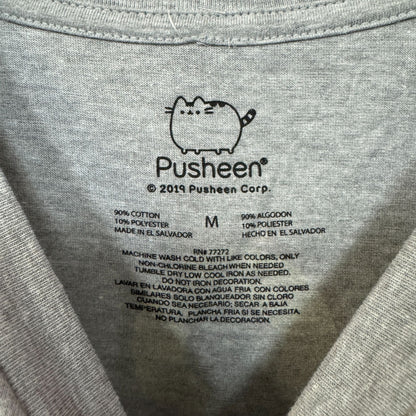 Pusheen®
© 2019 Pusheen Corp.
90% COTTON
10% POLYESTER
MADE IN EL SALVADOR
M
90% ALGODON
10% POLIESTER
HECHO EN EL SALVADOR
RN# 77272
MACHINE WASH COLD WITH LIKE COLORS, ONLY
NON-CHLORINE BLEACH WHEN NEEDED
TUMBLE DRY LOW COOL IRON AS NEEDED.
DO NOT IRON DECORATION.
LAVAR EN LAVADORA CON AGUA FRIA CON COLORES
SIMILARES SOLO BLANQUEADOR SIN CLORO
CUANDO SEA NECESARIO; SECAR A BAJA
TEMPERATURA, PLANCHA FRIA SI SE NECESITA.
NO PLANCHAR LA DECORACION.